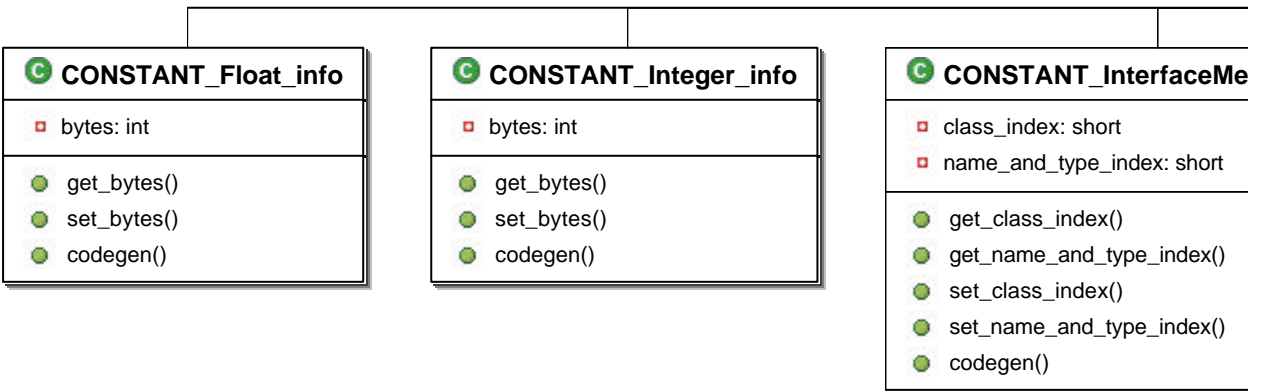 C CONSTANT_Float_info
bytes: int
get_bytes()
set_bytes()
codegen()
C CONSTANT_Integer_info
bytes: int
get_bytes()
set_bytes()
codegen()
C CONSTANT_InterfaceMe
class_index: short
name_and_type_index: short
get_class_index()
get_name_and_type_index()
set_class_index()
set_name_and_type_index()
codegen()